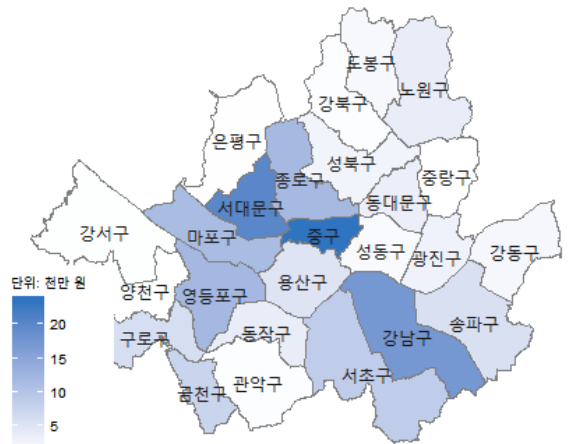 도봉구
노원구
강북구
은평구
성북구
중랑구
종로구
동대문구
서대문구
마포구
중구
성동구
강서구
광진구
강동구
단위: 천만 원
양천구
영등포구
용산구
20
송파구
구로구
동작구
강남구
15
서초구
금천구
관악구
10
5